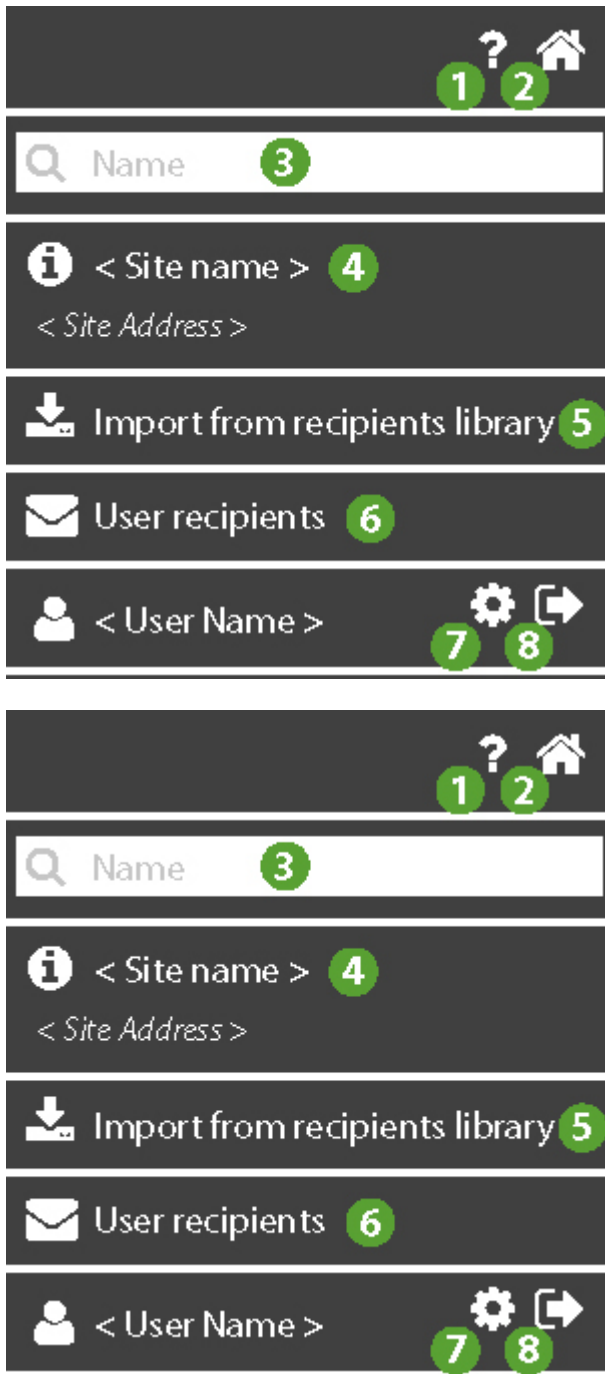 ?
1 2
Name 3
< Site name > 4
< Site Address >
Import from recipients library 5
User recipients 6
< User Name >
7 8
?
1 2
Name 3
< Site name > 4
< Site Address >
Import from recipients library 5
User recipients 6
< User Name >
7 8